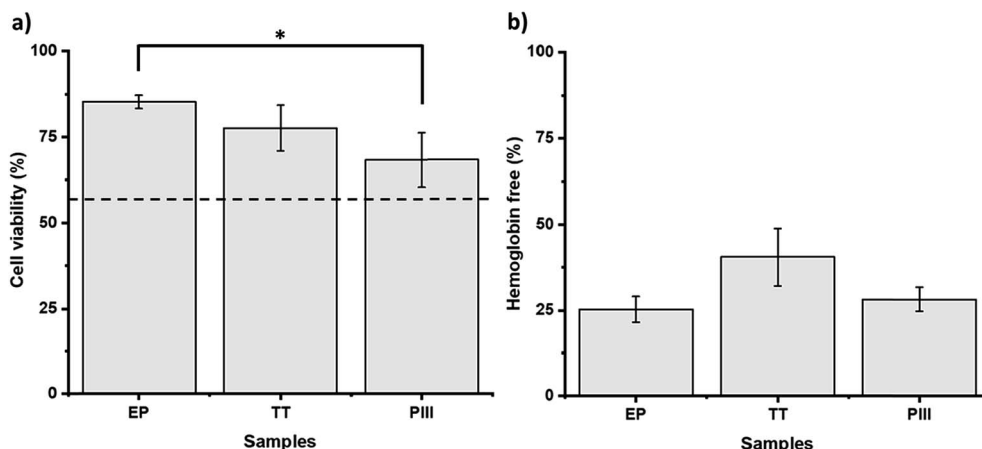 a)
*
100
75
50
25
0
Cell viability (%)
EP TT PIII
Samples
b)
100
75
50
25
0
Hemoglobin free (%)
EP TT PIII
Samples